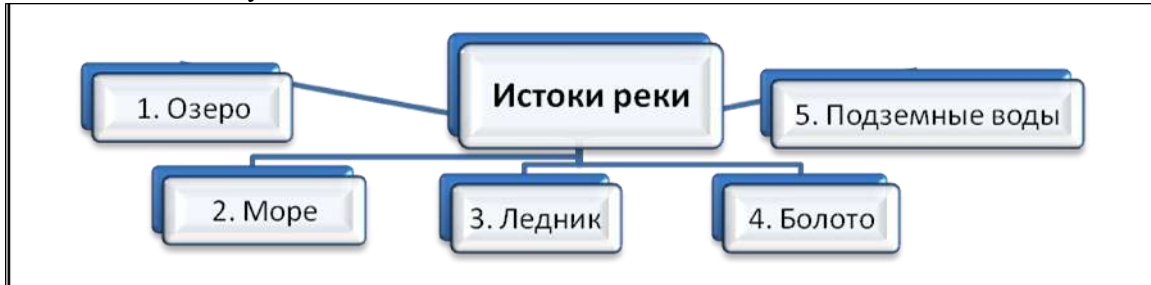 Истоки реки
1. Озеро
5. Подземные воды
2. Море
3. Ледник
4. Болото